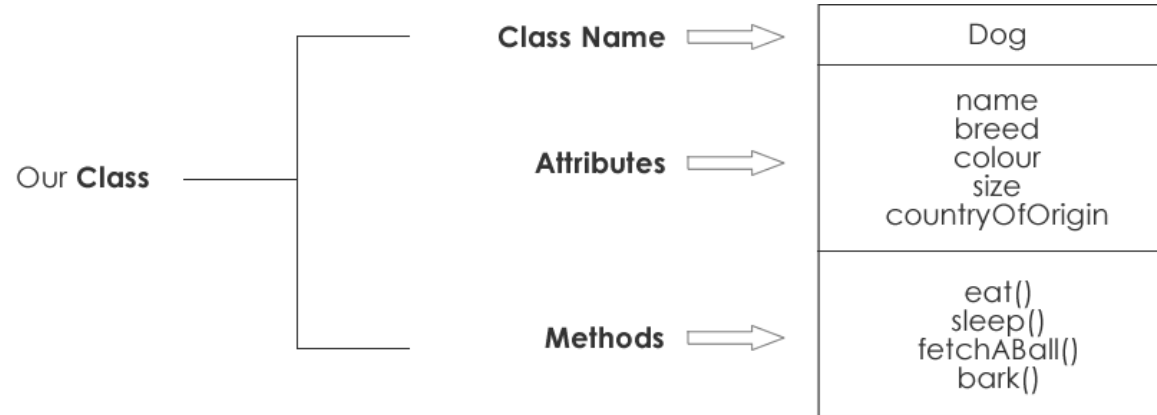 Our Class
Class Name
Dog
Attributes
name
breed
colour
size
countryOfOrigin
Methods
eat()
sleep()
fetchABall()
bark()